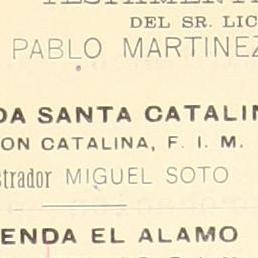 DEL SR. LIC
PABLO MARTINEZ
DA SANTA CATALIN
ON CATALINA, F. I. M.
strador MIGUEL SOTO
ENDA EL ALAMO